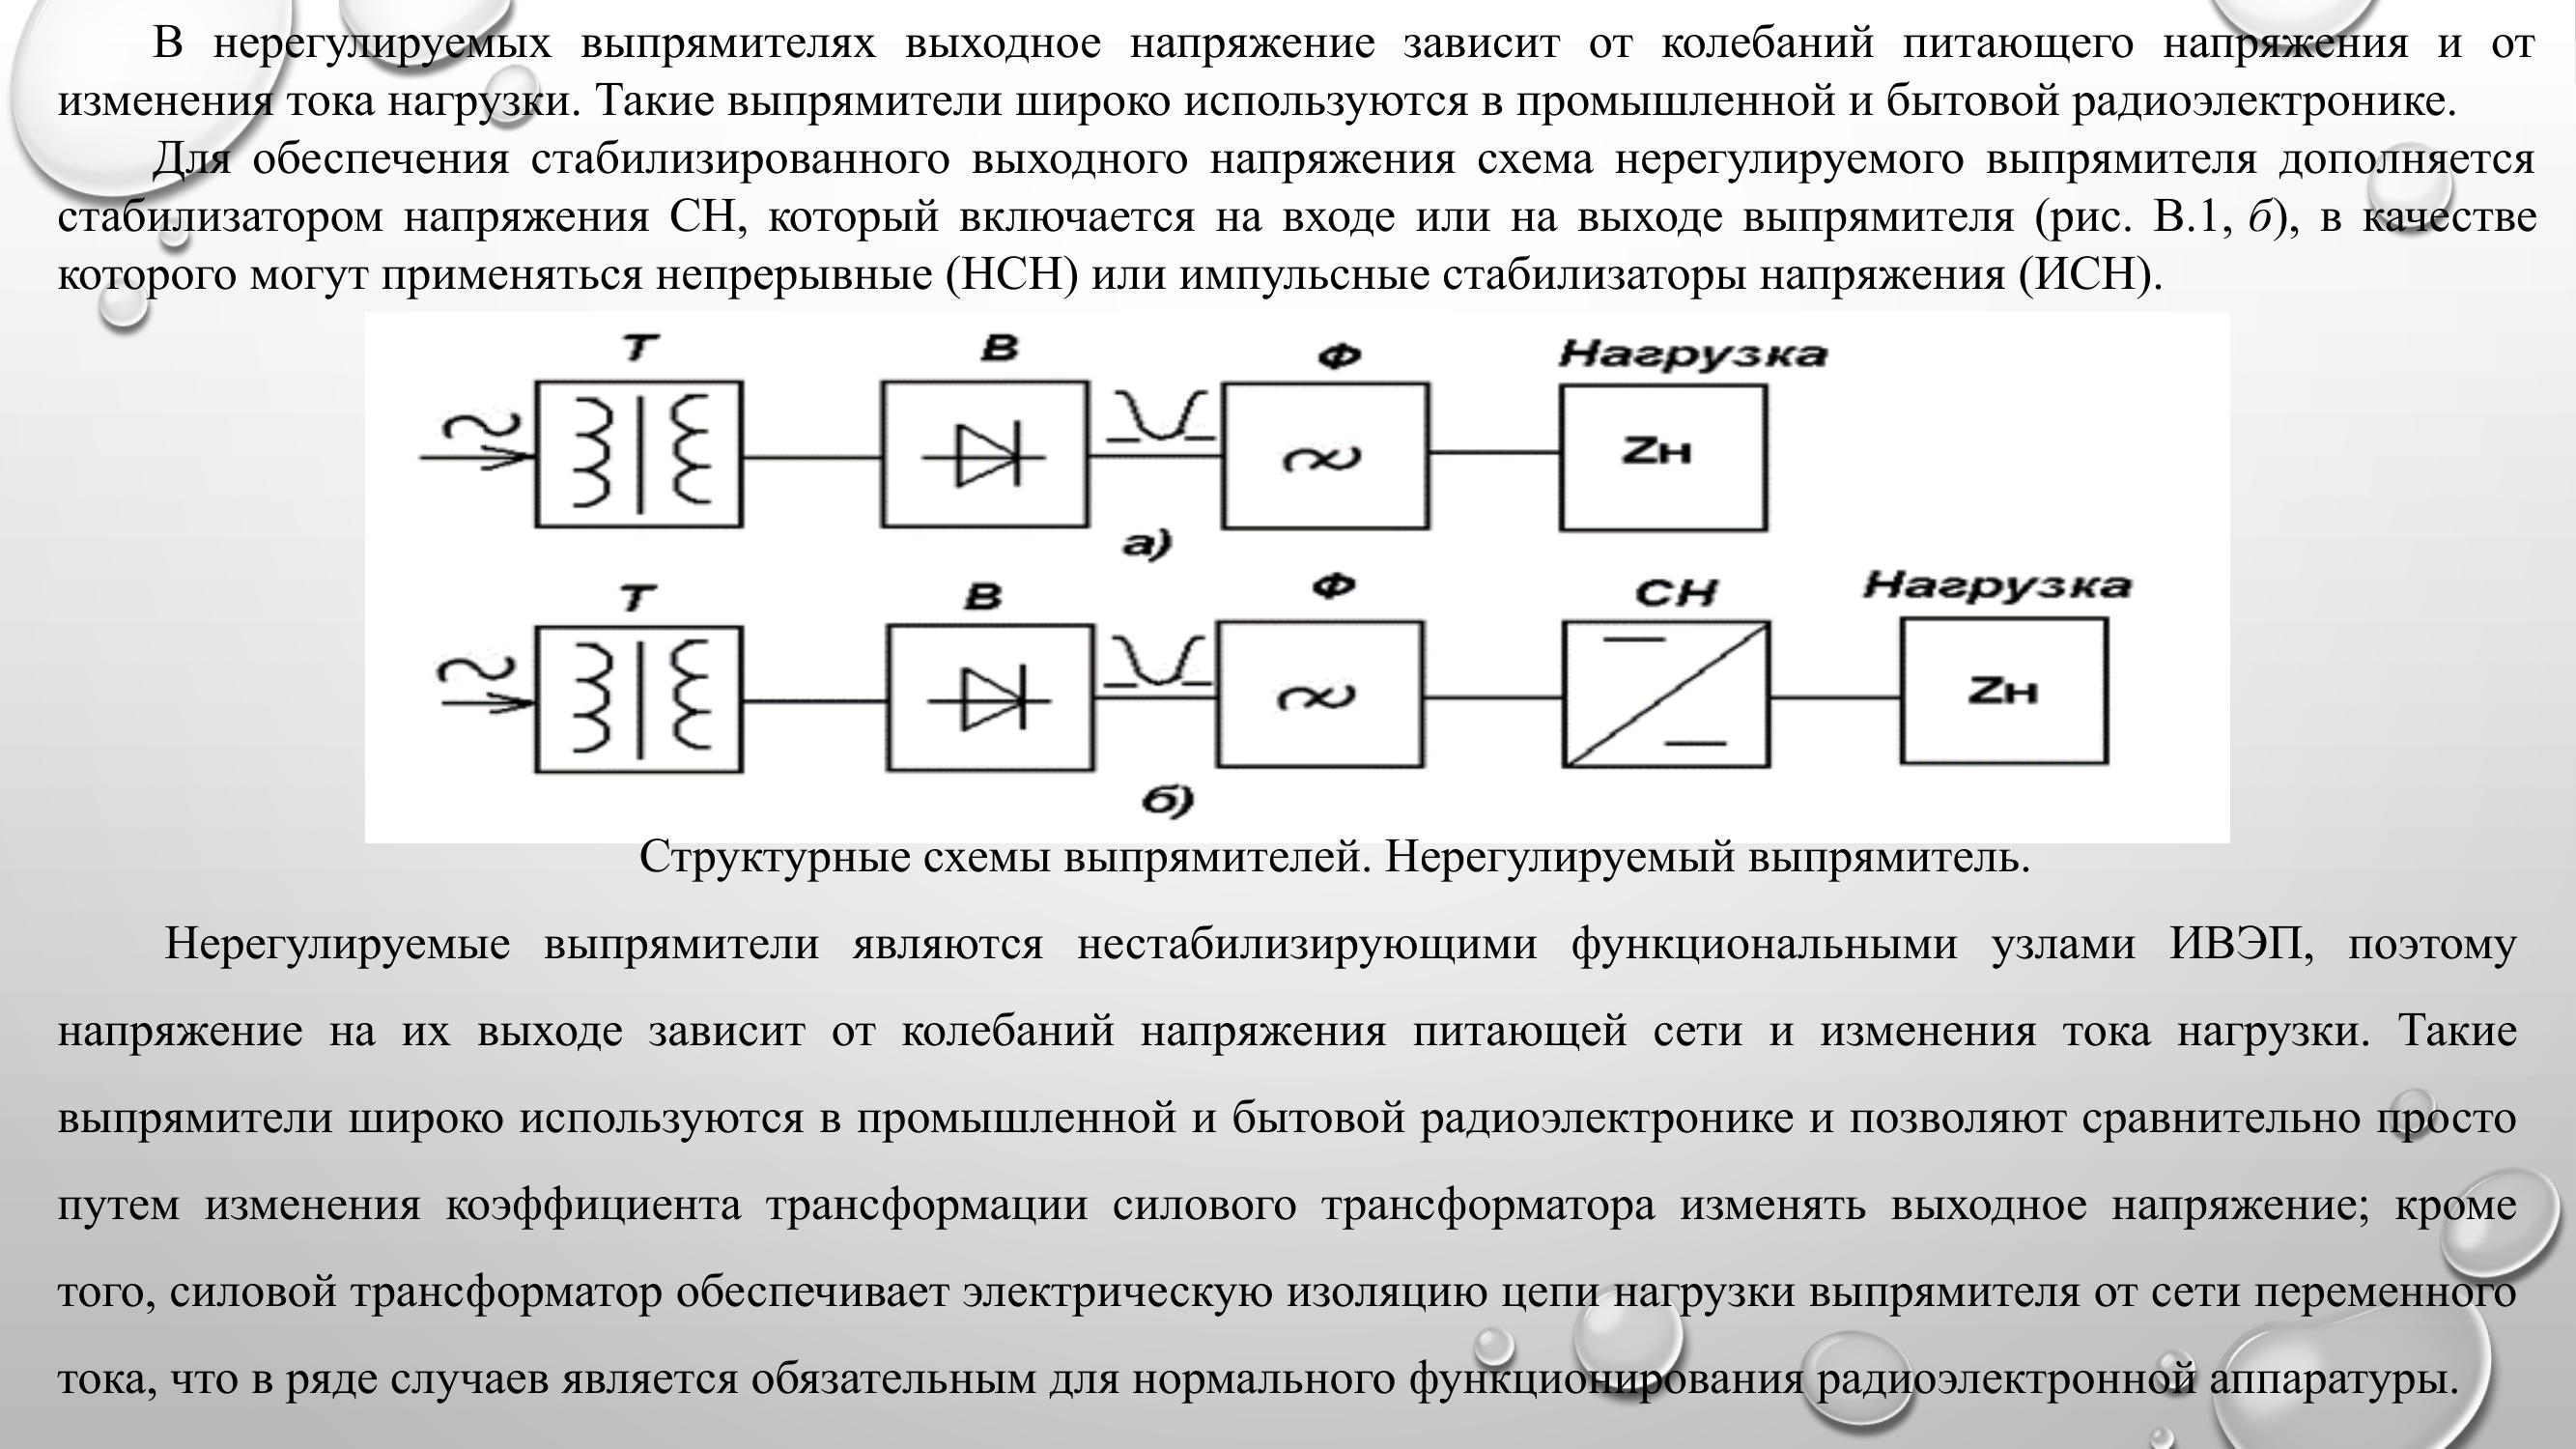 В нерегулируемых выпрямителях выходное напряжение зависит от колебаний питающего напряжения и от
изменения тока нагрузки. Такие выпрямители широко используются в промышленной и бытовой радиоэлектронике.
Для обеспечения стабилизированного выходного напряжения схема нерегулируемого выпрямителя дополняется
стабилизатором напряжения СН, который включается на входе или на выходе выпрямителя (рис. В.1, б), в качестве
которого могут применяться непрерывные (НСН) или импульсные стабилизаторы напряжения (ИСН).
Т В Ф Нагрузка
Zн
а)
Т В Ф СН Нагрузка
Zн
б)
Структурные схемы выпрямителей. Нерегулируемый выпрямитель.
Нерегулируемые выпрямители являются нестабилизирующими функциональными узлами ИВЭП, поэтому
напряжение на их выходе зависит от колебаний напряжения питающей сети и изменения тока нагрузки. Такие
выпрямители широко используются в промышленной и бытовой радиоэлектронике и позволяют сравнительно просто
путем изменения коэффициента трансформации силового трансформатора изменять выходное напряжение; кроме
того, силовой трансформатор обеспечивает электрическую изоляцию цепи нагрузки выпрямителя от сети переменного
тока, что в ряде случаев является обязательным для нормального функционирования радиоэлектронной аппаратуры.